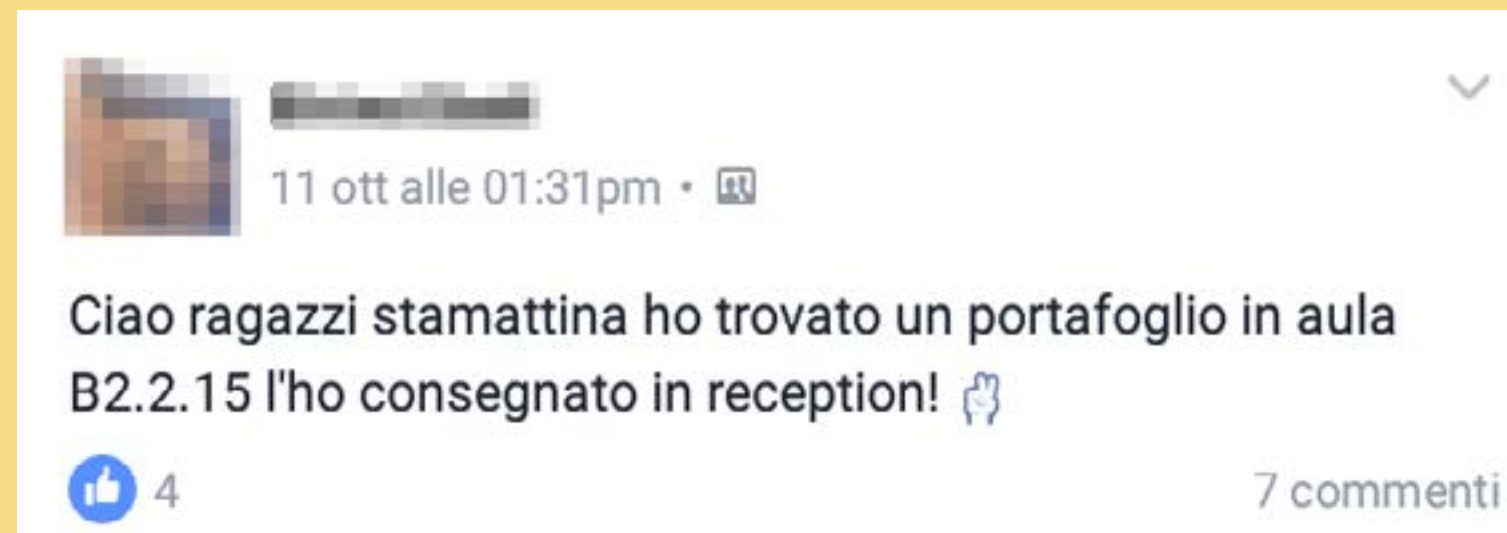 11 ott alle 01:31pm •
Ciao ragazzi stamattina ho trovato un portafoglio in aula
B2.2.15 l'ho consegnato in reception! ✌
4
7 commenti